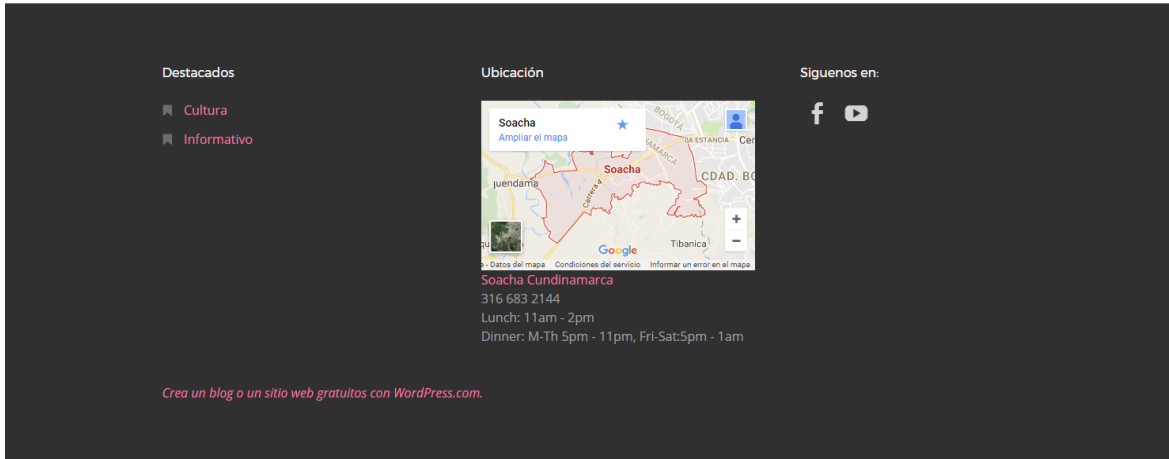 Destacados
Cultura
Informativo
Ubicación
Soacha
Ampliar el mapa
BOGOTÁ
LA ESTANCIA
Soacha
CDAD. BO
Carrera 4
Tibanica
+
−
Google
Datos del mapa Condiciones del servicio Informar un error en el mapa
Soacha Cundinamarca
316 683 2144
Lunch: 11am - 2pm
Dinner: M-Th 5pm - 11pm, Fri-Sat:5pm - 1am
Siguenos en:
Crea un blog o un sitio web gratuitos con WordPress.com.